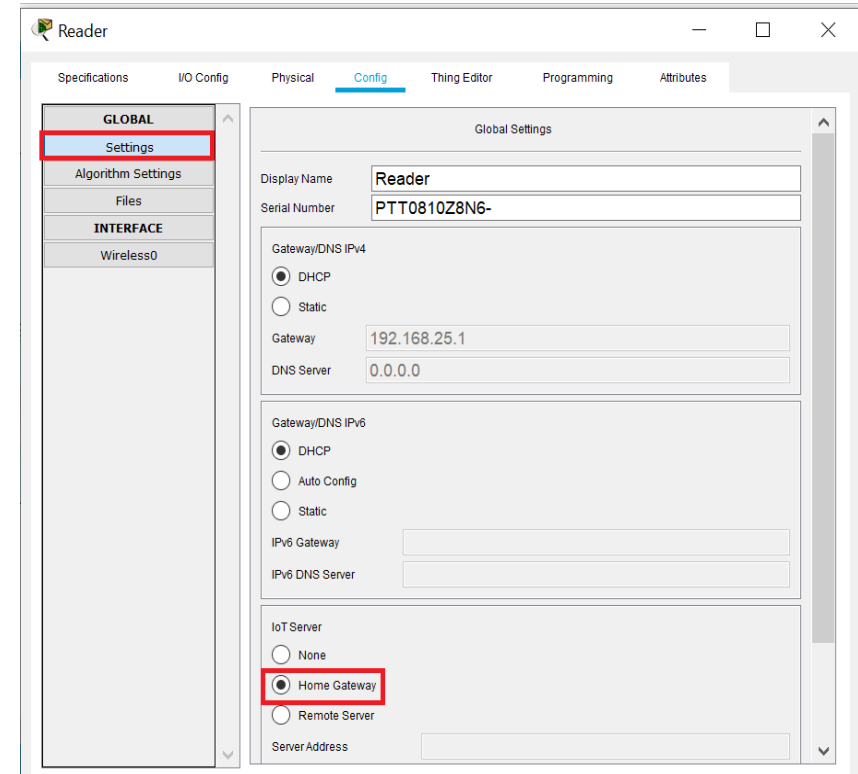 Reader
Specifications I/O Config Physical Config Thing Editor Programming Attributes
GLOBAL
Settings
Algorithm Settings
Files
INTERFACE
Wireless0
Global Settings
Display Name Reader
Serial Number PTT0810Z8N6-
Gateway/DNS IPv4
DHCP
Static
Gateway 192.168.25.1
DNS Server 0.0.0.0
Gateway/DNS IPv6
DHCP
Auto Config
Static
IPv6 Gateway
IPv6 DNS Server
IoT Server
None
Home Gateway
Remote Server
Server Address